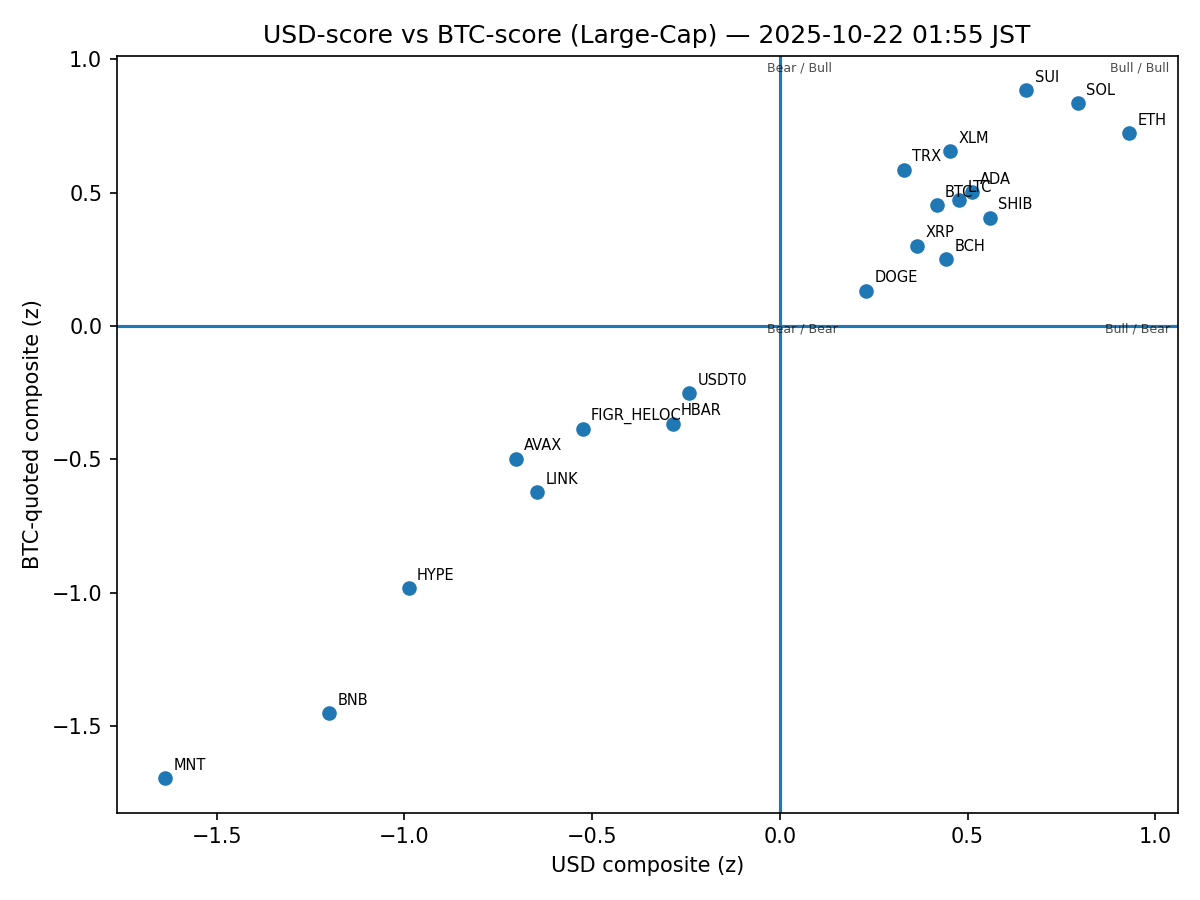 USD-score vs BTC-score (Large-Cap) — 2025-10-22 01:55 JST
1.0
0.5
0.0
−0.5
−1.0
−1.5
BTC-quoted composite (z)
Bear / Bull
Bull / Bull
SUI
SOL
ETH
XLM
TRX
ADA
LTC
BTC
SHIB
XRP
BCH
DOGE
Bear / Bear
Bull / Bear
USDT0
HBAR
FIGR_HELOC
AVAX
LINK
HYPE
BNB
MNT
−1.5
−1.0
−0.5
0.0
0.5
1.0
USD composite (z)